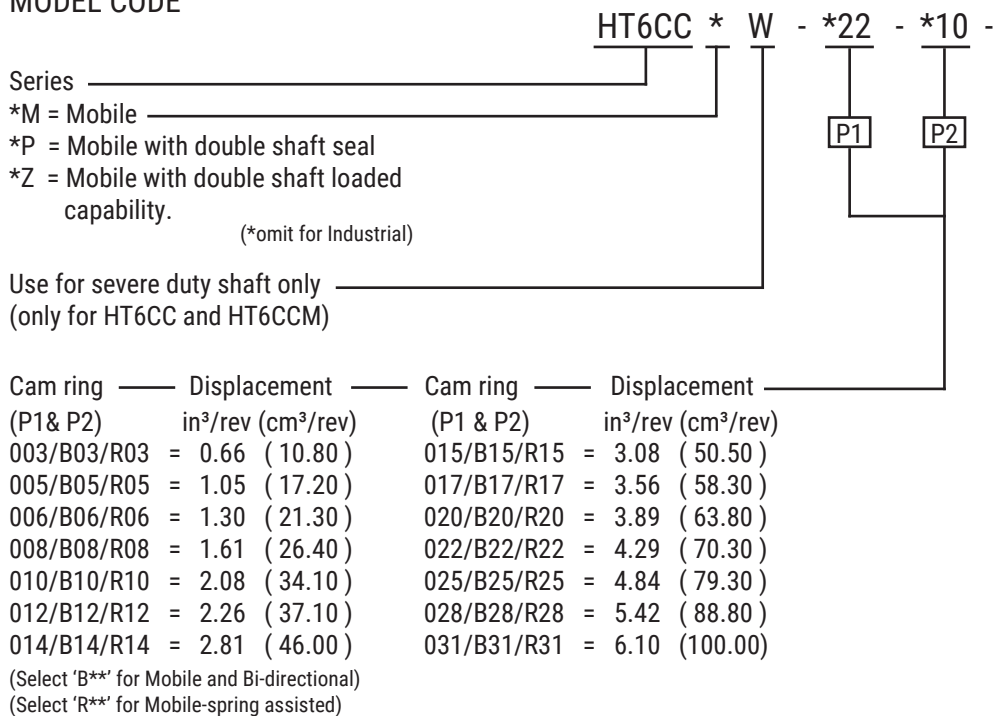 MODEL CODE
HT6CC * W - *22 - *10 -
Series
*M = Mobile
*P = Mobile with double shaft seal
*Z = Mobile with double shaft loaded
capability.
(*omit for Industrial)
P1 P2
Use for severe duty shaft only
(only for HT6CC and HT6CCM)
Cam ring Displacement Cam ring Displacement
(P1& P2) in³/rev (cm³/rev) (P1 & P2) in³/rev (cm³/rev)
003/B03/R03 = 0.66 ( 10.80 ) 015/B15/R15 = 3.08 ( 50.50 )
005/B05/R05 = 1.05 ( 17.20 ) 017/B17/R17 = 3.56 ( 58.30 )
006/B06/R06 = 1.30 ( 21.30 ) 020/B20/R20 = 3.89 ( 63.80 )
008/B08/R08 = 1.61 ( 26.40 ) 022/B22/R22 = 4.29 ( 70.30 )
010/B10/R10 = 2.08 ( 34.10 ) 025/B25/R25 = 4.84 ( 79.30 )
012/B12/R12 = 2.26 ( 37.10 ) 028/B28/R28 = 5.42 ( 88.80 )
014/B14/R14 = 2.81 ( 46.00 ) 031/B31/R31 = 6.10 (100.00)
(Select ‘B**’ for Mobile and Bi-directional)
(Select ‘R**’ for Mobile-spring assisted)